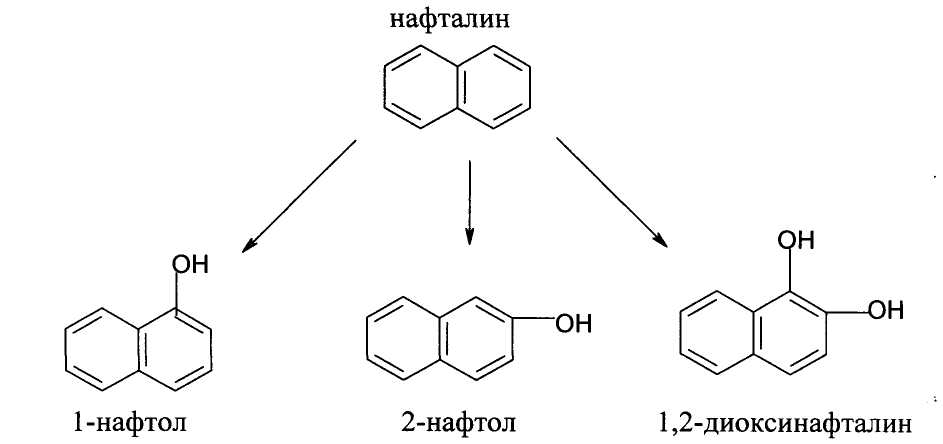 нафталин
OH
OH
OH
OH
1-нафтол
2-нафтол
1,2-диоксинафталин